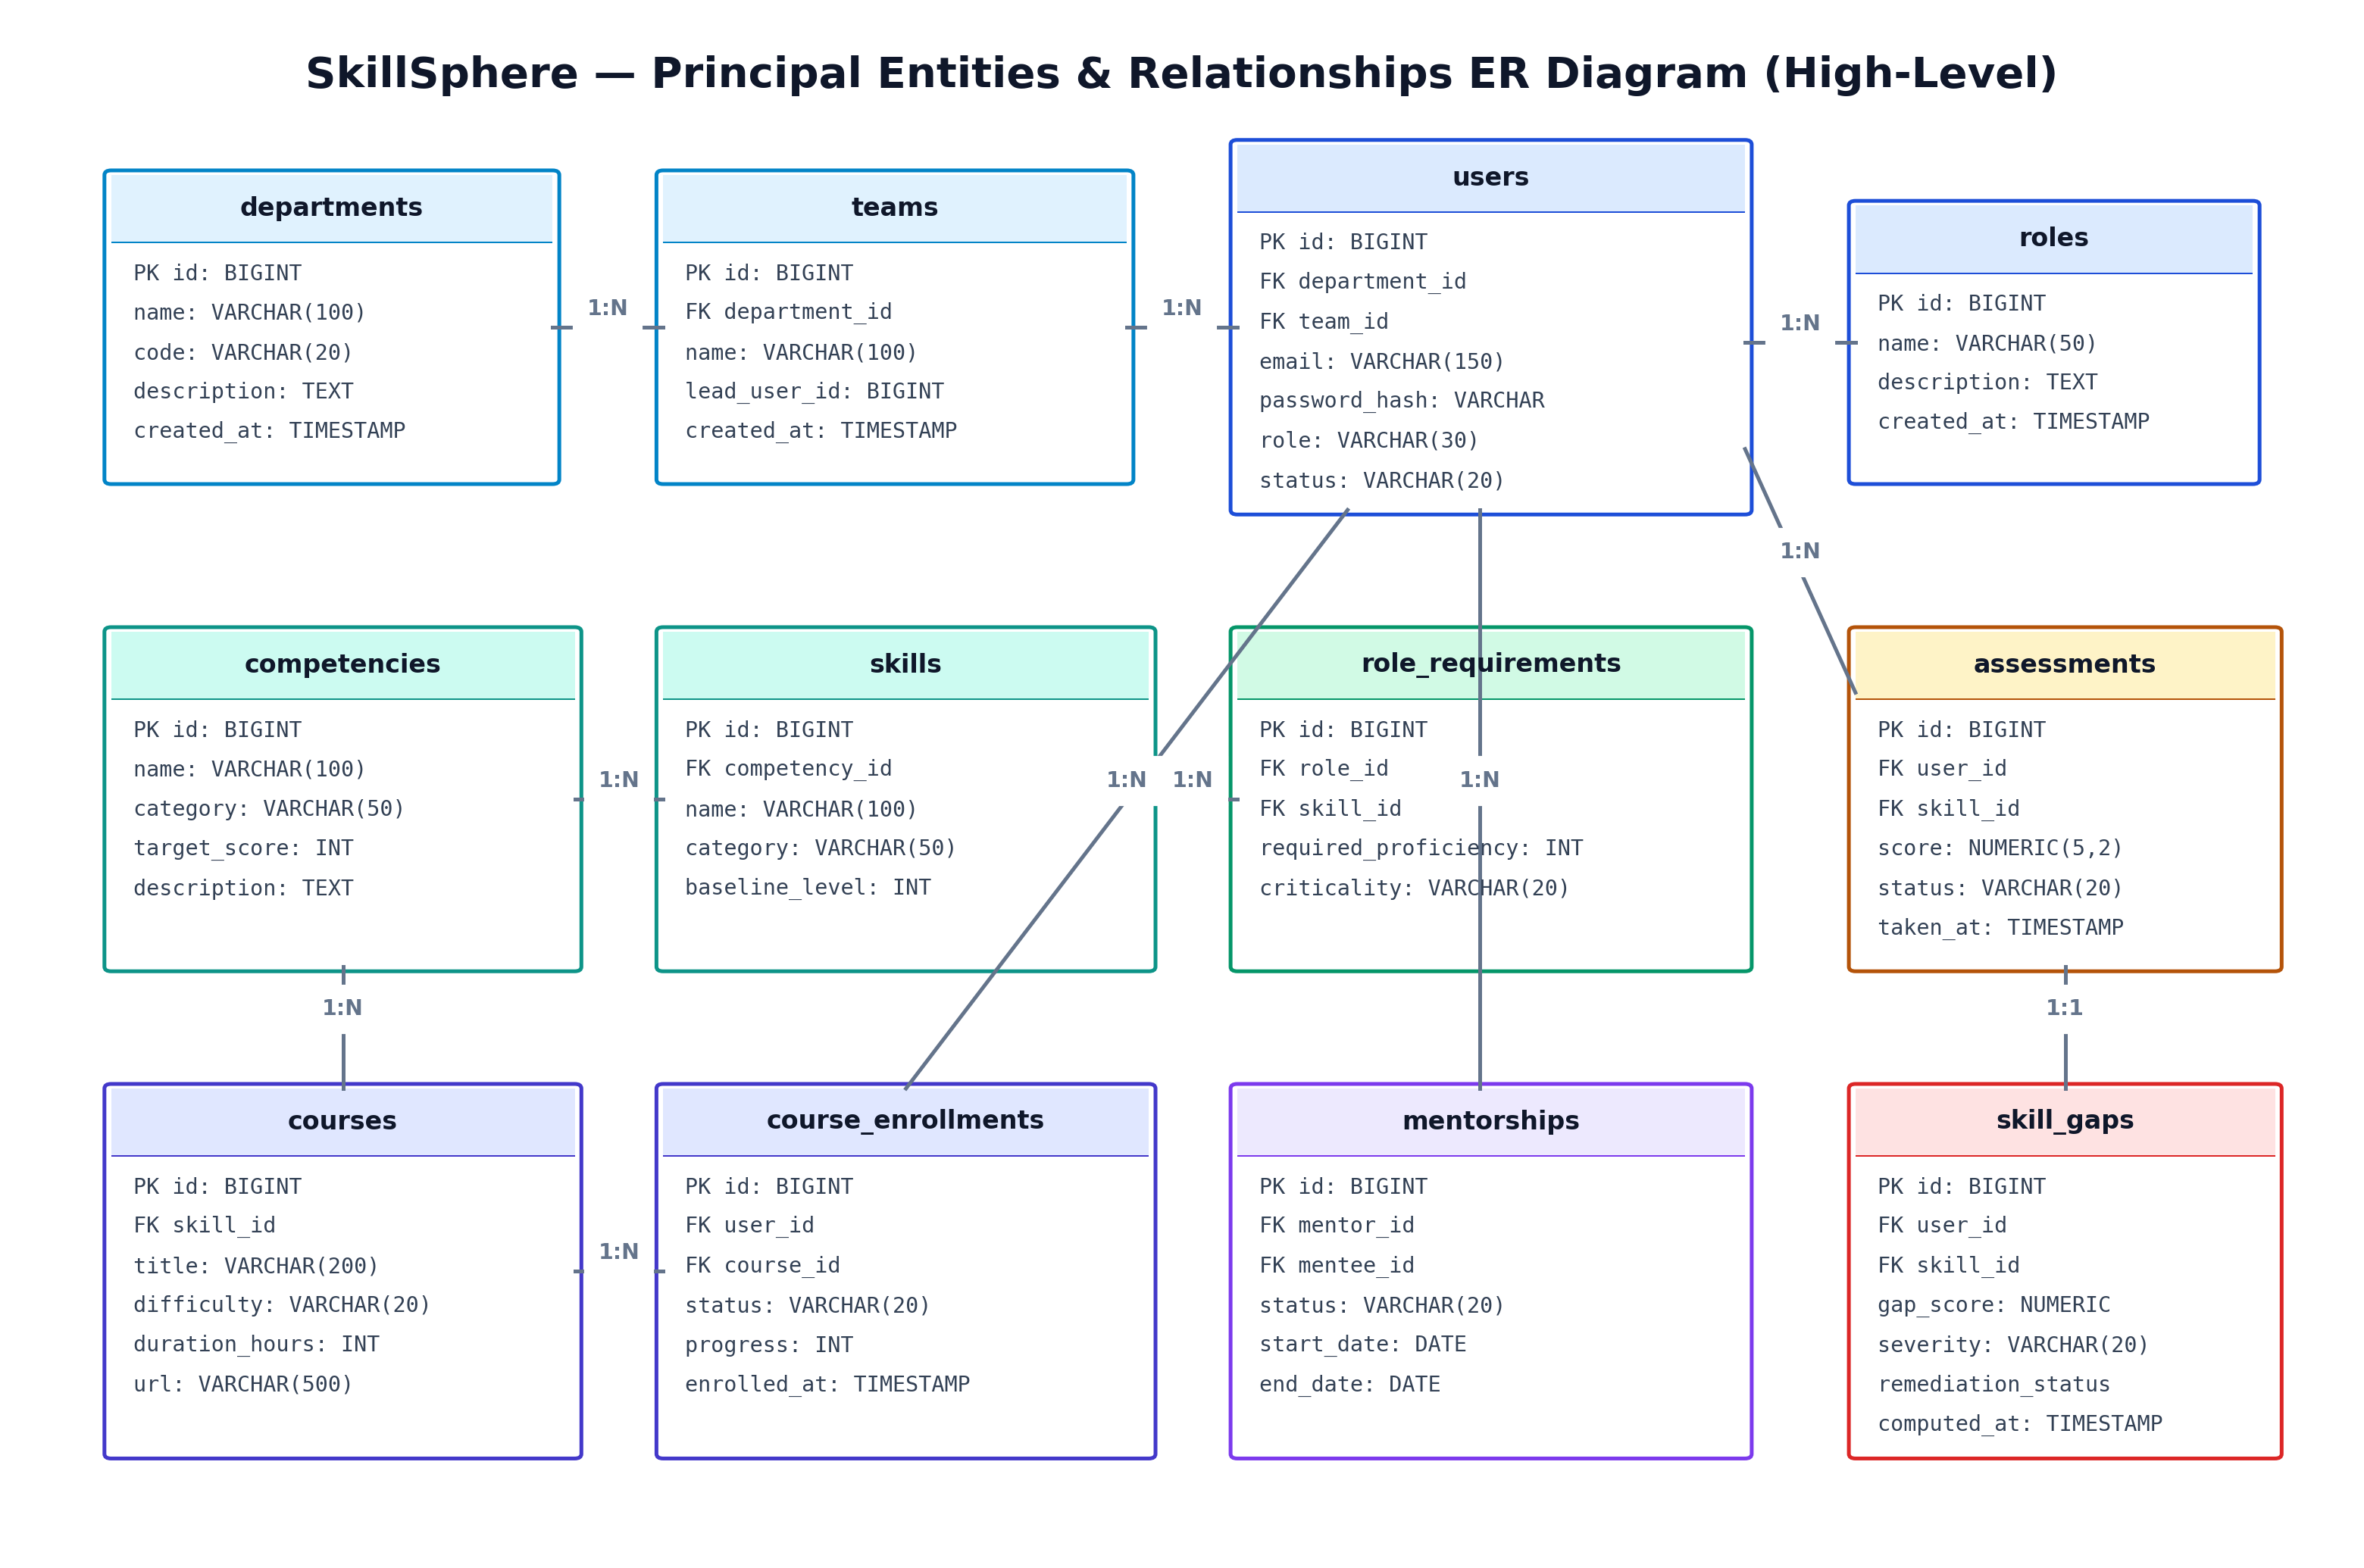 SkillSphere — Principal Entities & Relationships ER Diagram (High-Level)
departments
PK id: BIGINT
name: VARCHAR(100)
code: VARCHAR(20)
description: TEXT
created_at: TIMESTAMP
1:N
teams
PK id: BIGINT
FK department_id
name: VARCHAR(100)
lead_user_id: BIGINT
created_at: TIMESTAMP
1:N
users
PK id: BIGINT
FK department_id
FK team_id
email: VARCHAR(150)
password_hash: VARCHAR
role: VARCHAR(30)
status: VARCHAR(20)
1:N
roles
PK id: BIGINT
name: VARCHAR(50)
description: TEXT
created_at: TIMESTAMP
1:N
competencies
PK id: BIGINT
name: VARCHAR(100)
category: VARCHAR(50)
target_score: INT
description: TEXT
1:N
skills
PK id: BIGINT
FK competency_id
name: VARCHAR(100)
category: VARCHAR(50)
baseline_level: INT
1:N
1:N
role_requirements
PK id: BIGINT
FK role_id
FK skill_id
required_proficiency: INT
criticality: VARCHAR(20)
1:N
assessments
PK id: BIGINT
FK user_id
FK skill_id
score: NUMERIC(5,2)
status: VARCHAR(20)
taken_at: TIMESTAMP
1:N
1:1
courses
PK id: BIGINT
FK skill_id
title: VARCHAR(200)
difficulty: VARCHAR(20)
duration_hours: INT
url: VARCHAR(500)
1:N
course_enrollments
PK id: BIGINT
FK user_id
FK course_id
status: VARCHAR(20)
progress: INT
enrolled_at: TIMESTAMP
mentorships
PK id: BIGINT
FK mentor_id
FK mentee_id
status: VARCHAR(20)
start_date: DATE
end_date: DATE
skill_gaps
PK id: BIGINT
FK user_id
FK skill_id
gap_score: NUMERIC
severity: VARCHAR(20)
remediation_status
computed_at: TIMESTAMP